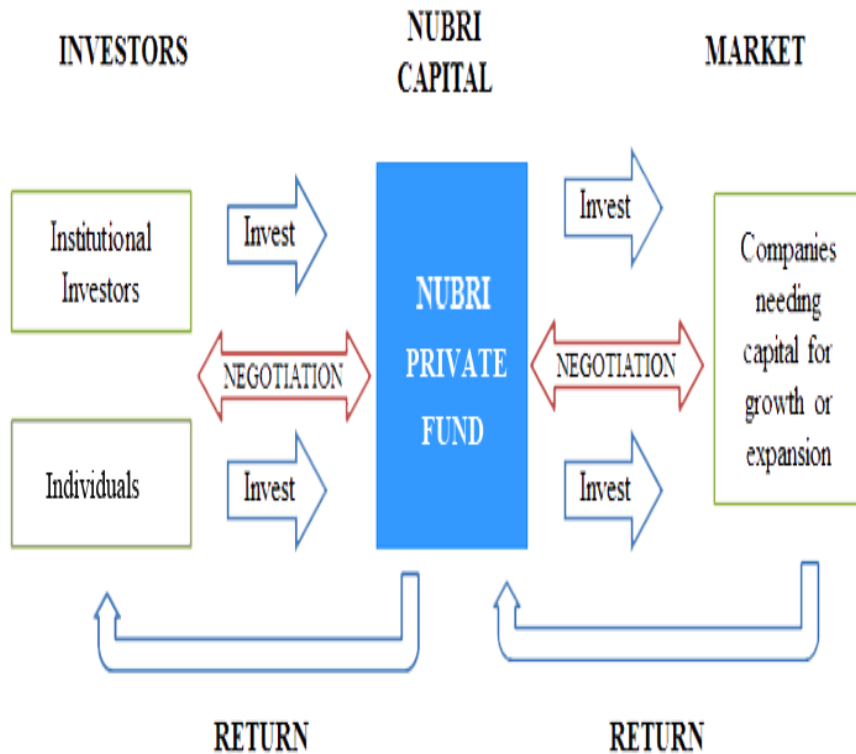 INVESTORS
NUBRI
CAPITAL
MARKET
Institutional
Investors
Invest
NEGOTIATION
Individuals
Invest
NUBRI
PRIVATE
FUND
Invest
NEGOTIATION
Invest
Companies
needing
capital for
growth or
expansion
RETURN
RETURN